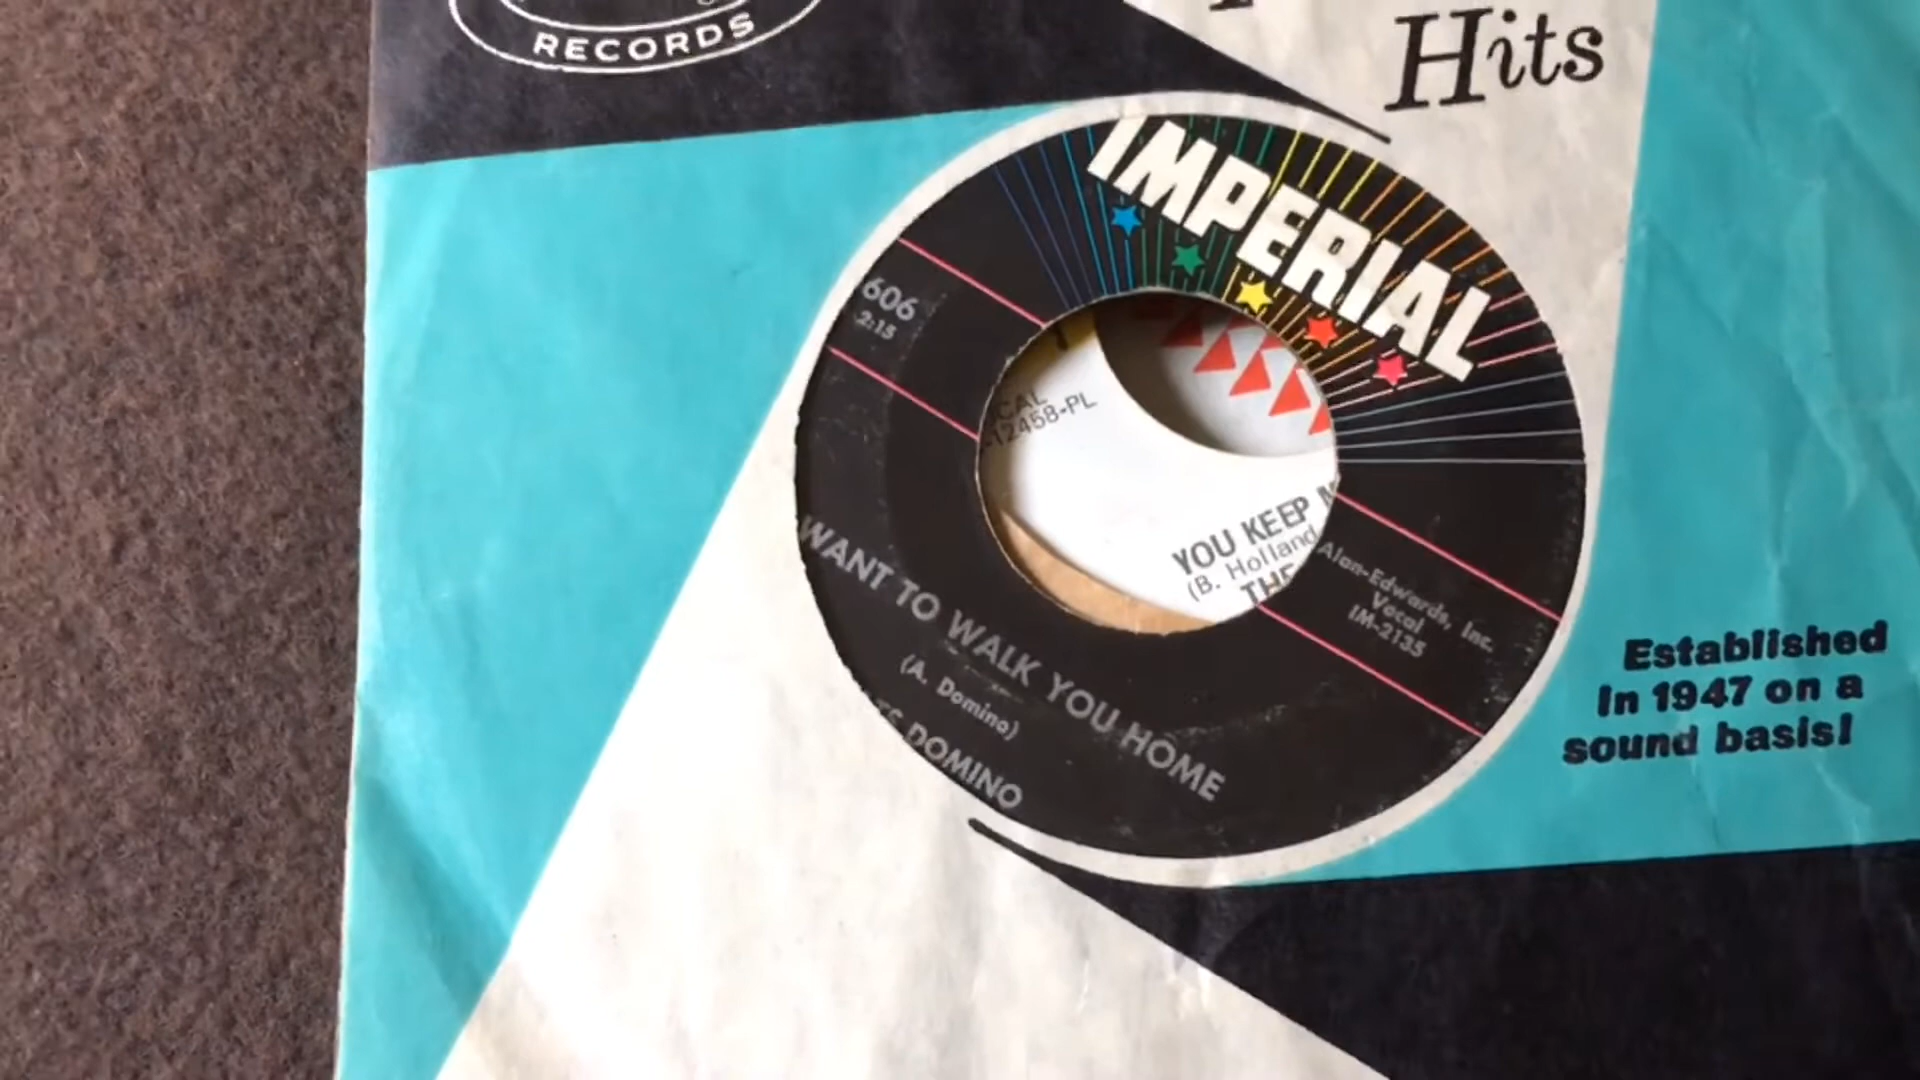 RECORDS
Hits
IMPERIAL
606
2:15
12458-PL
YOU KEEP
(B. Holland
THE
Alan-Edwards, Inc.
Vocal
IM-2135
WANT TO WALK YOU HOME
(A. Domino)
DOMINO
Established
in 1947 on a
sound basis!